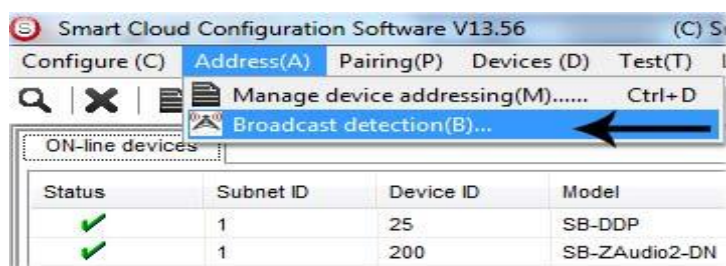 S Smart Cloud Configuration Software V13.56 (C) S
Configure (C) Address(A) Pairing(P) Devices (D) Test(T)
Manage device addressing(M)...... Ctrl+D
Broadcast detection(B)...
ON-line devices
Status Subnet ID Device ID Model
1 25 SB-DDP
1 200 SB-ZAudio2-DN